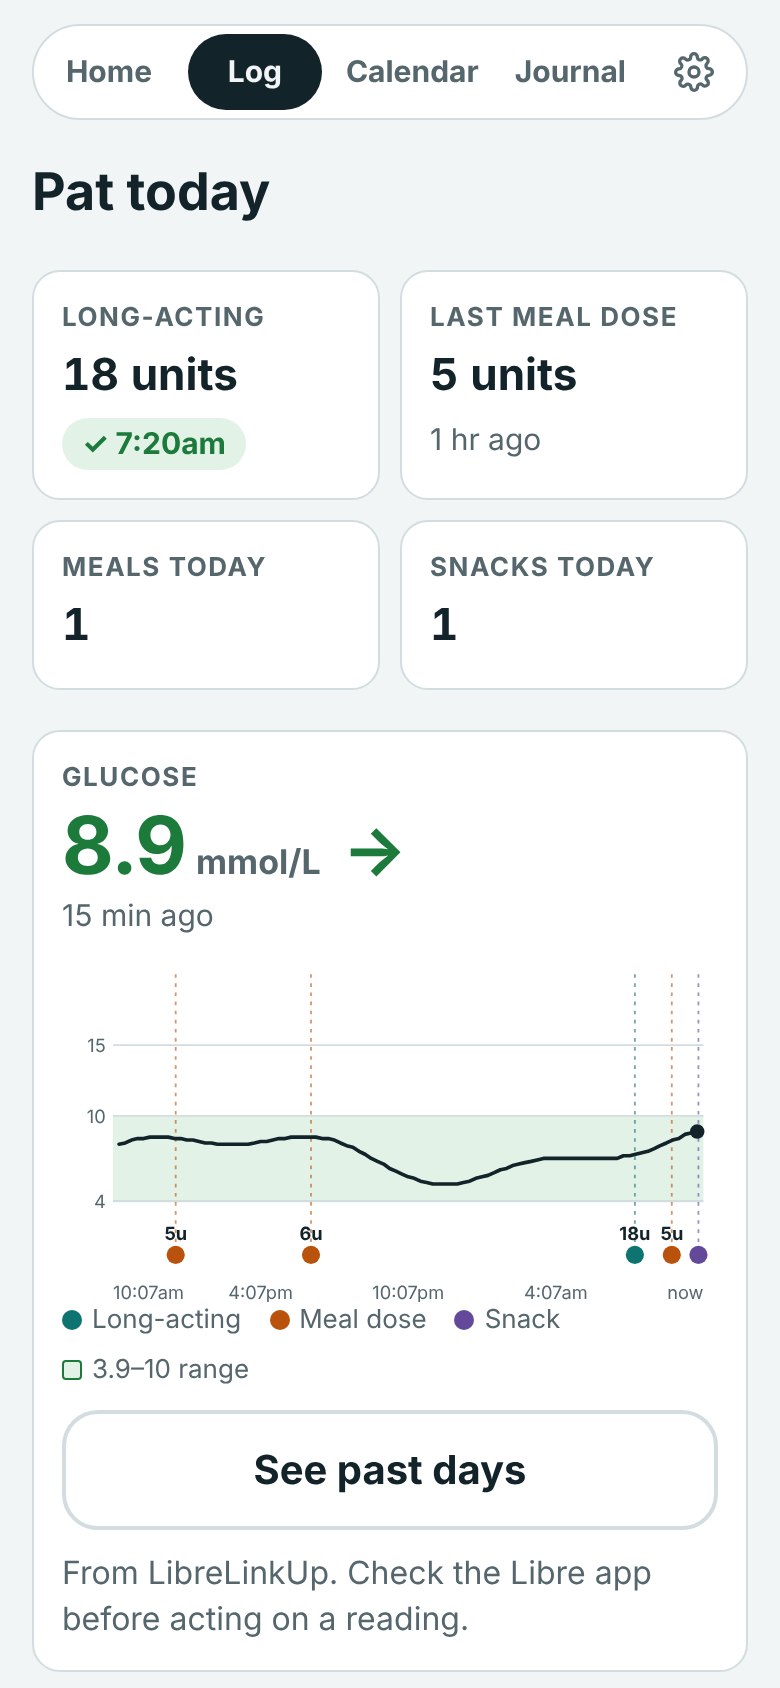 Home Log Calendar Journal
Pat today
LONG-ACTING
18 units
7:20am
LAST MEAL DOSE
5 units
1 hr ago
MEALS TODAY
1
SNACKS TODAY
1
GLUCOSE
8.9 mmol/L →
15 min ago
15
10
4
5u 6u 18u 5u
10:07am 4:07pm 10:07pm 4:07am now
Long-acting Meal dose Snack
3.9–10 range
See past days
From LibreLinkUp. Check the Libre app
before acting on a reading.